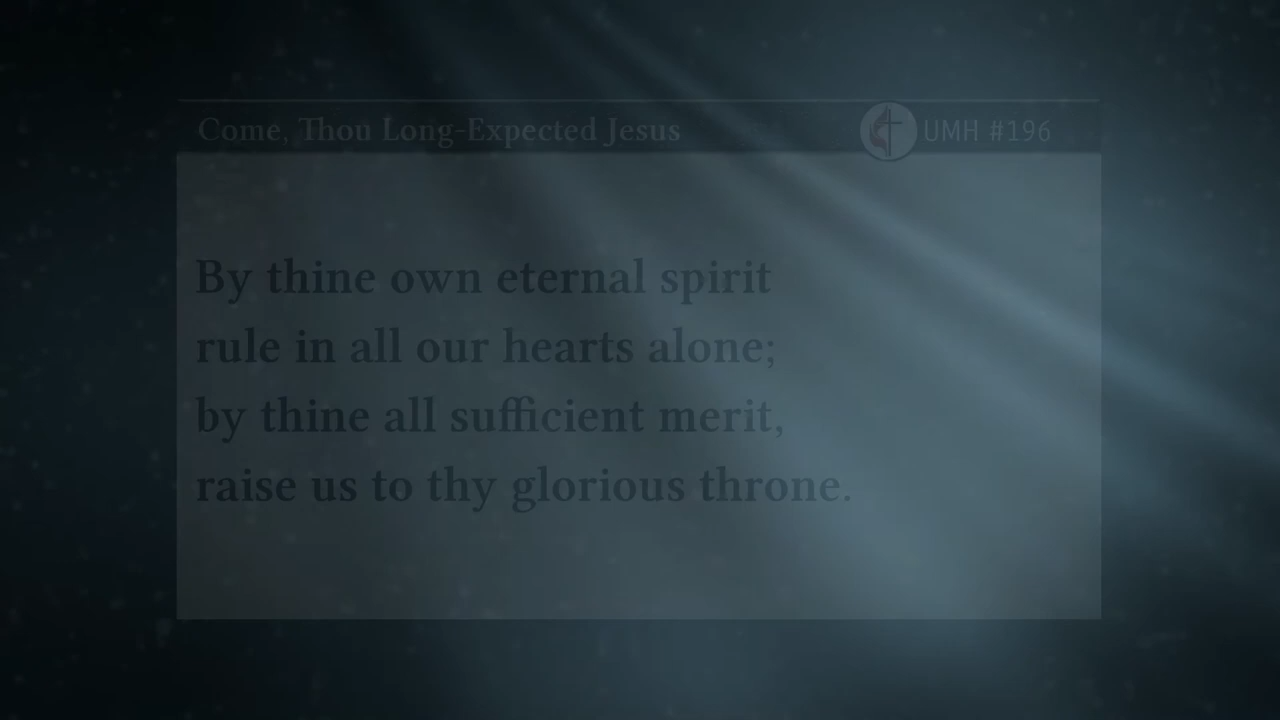 Come, Thou Long-Expected Jesus
UMH #196
By thine own eternal spirit
rule in all our hearts alone;
by thine all sufficient merit,
raise us to thy glorious throne.